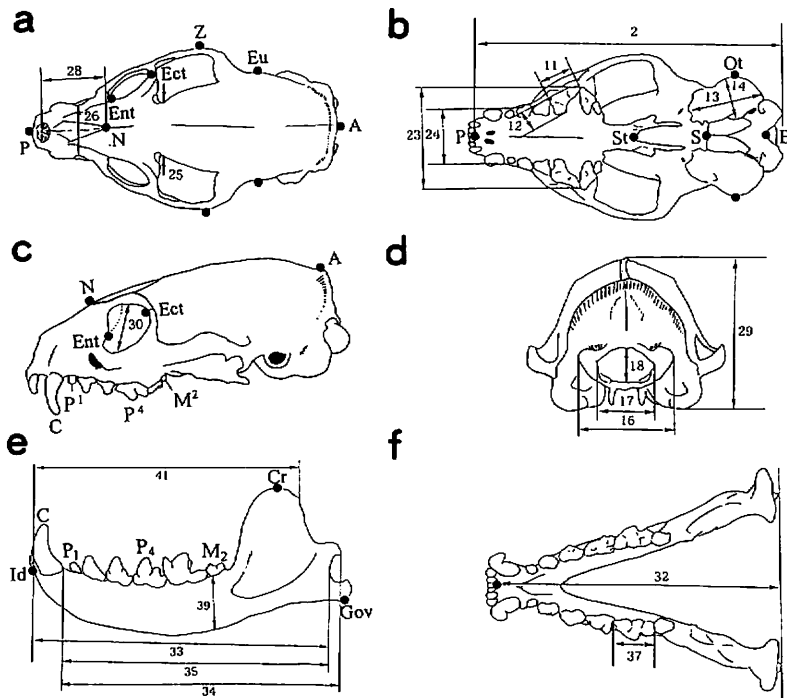 a
Z
Eu
28
Ect
Ent
26
P
.N
A
25
b
2
Ot
11
14
13
23
24
12
P
St
S
B
c
N
A
Ect
Ent
30
P¹
P⁴
M²
C
d
29
18
17
16
e
41
Cr
C
P₁
P₄
M₂
Id
39
Gov
33
35
34
f
32
37